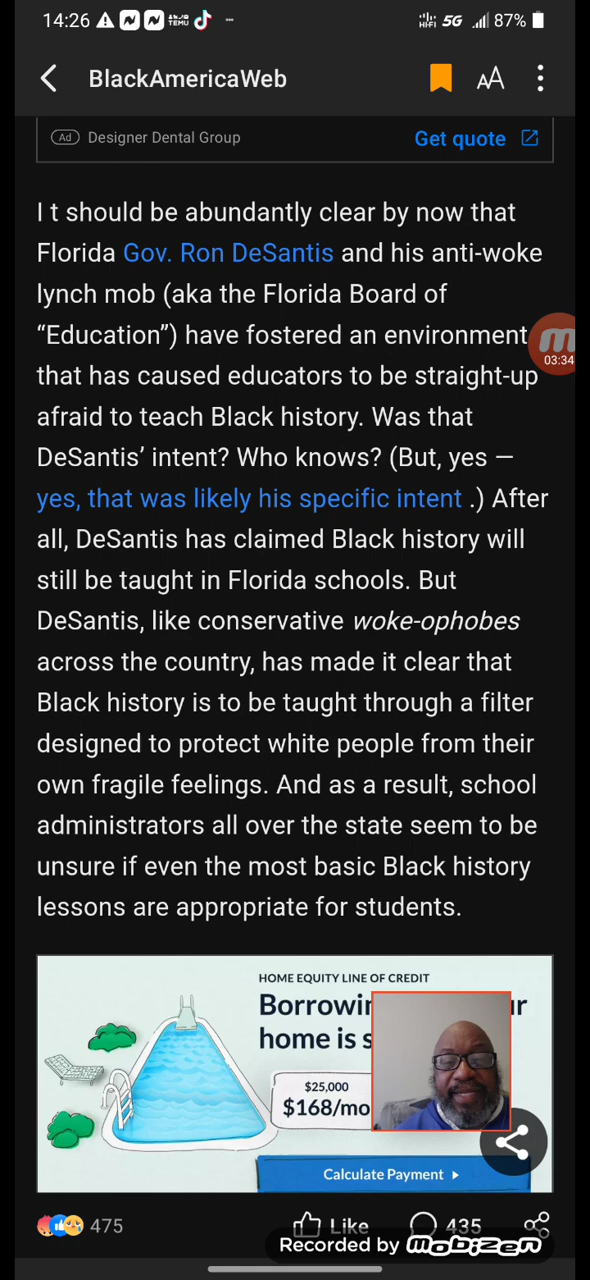 14:26 TEMU HiFi 5G 87%
BlackAmericaWeb AA
Ad Designer Dental Group Get quote
I t should be abundantly clear by now that
Florida Gov. Ron DeSantis and his anti-woke
lynch mob (aka the Florida Board of
“Education”) have fostered an environment
that has caused educators to be straight-up
afraid to teach Black history. Was that
DeSantis’ intent? Who knows? (But, yes —
yes, that was likely his specific intent .) After
all, DeSantis has claimed Black history will
still be taught in Florida schools. But
DeSantis, like conservative woke-ophobes
across the country, has made it clear that
Black history is to be taught through a filter
designed to protect white people from their
own fragile feelings. And as a result, school
administrators all over the state seem to be
unsure if even the most basic Black history
lessons are appropriate for students.
03:34
HOME EQUITY LINE OF CREDIT
home is
$25,000
$168/mo
Calculate Payment
475 Like 435
Recorded by mobizen